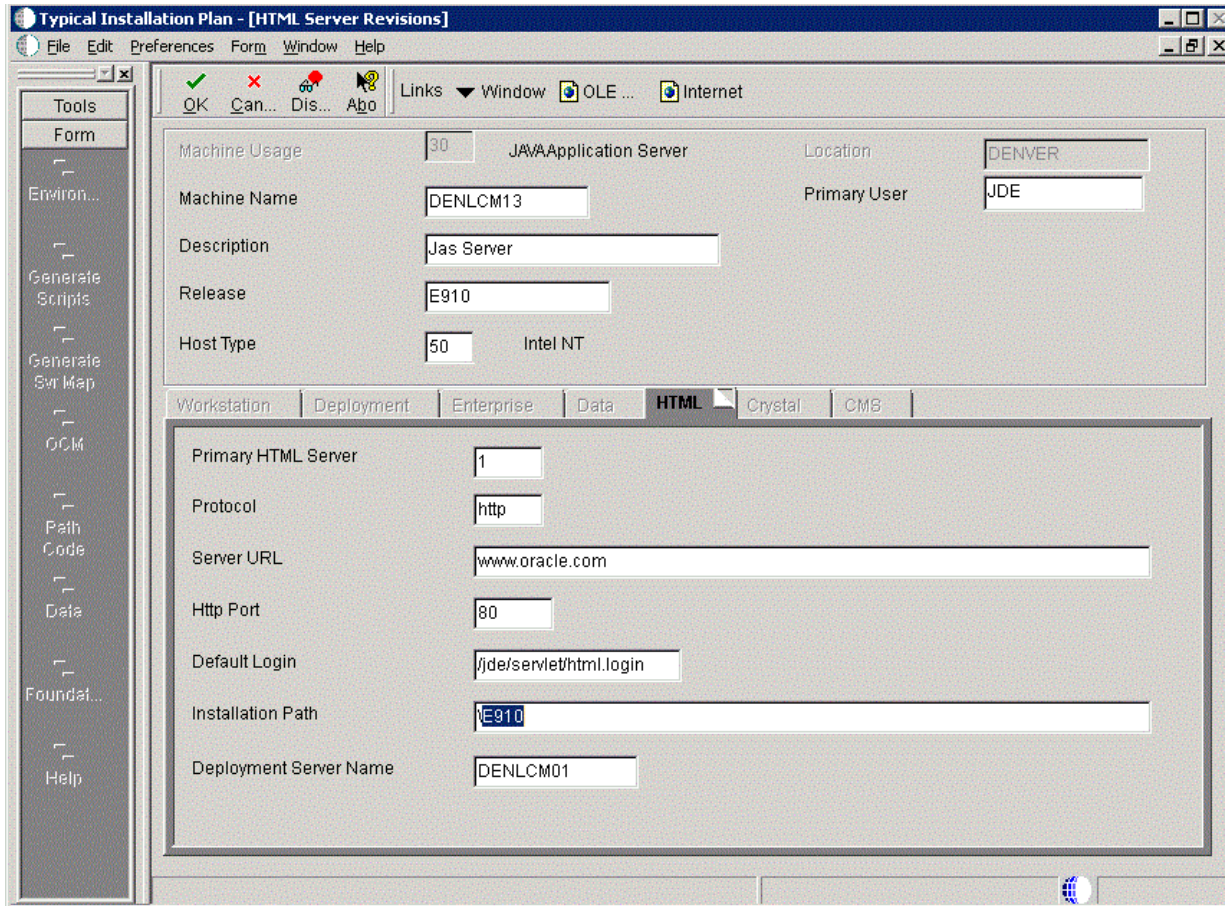 Typical Installation Plan - [HTML Server Revisions]
File Edit Preferences Form Window Help
Tools
Form
Environ...
Generate
Scripts
Generate
Svr Map
OCM
Path
Code
Data
Foundat...
Help
OK Can... Dis... Abo Links Window OLE ... Internet
Machine Usage 30 JAVA Application Server Location DENVER
Machine Name DENLCM13 Primary User JDE
Description Jas Server
Release E910
Host Type 50 Intel NT
Workstation Deployment Enterprise Data HTML Crystal CMS
Primary HTML Server 1
Protocol http
Server URL www.oracle.com
Http Port 80
Default Login /jde/servlet/html.login
Installation Path \E910
Deployment Server Name DENLCM01